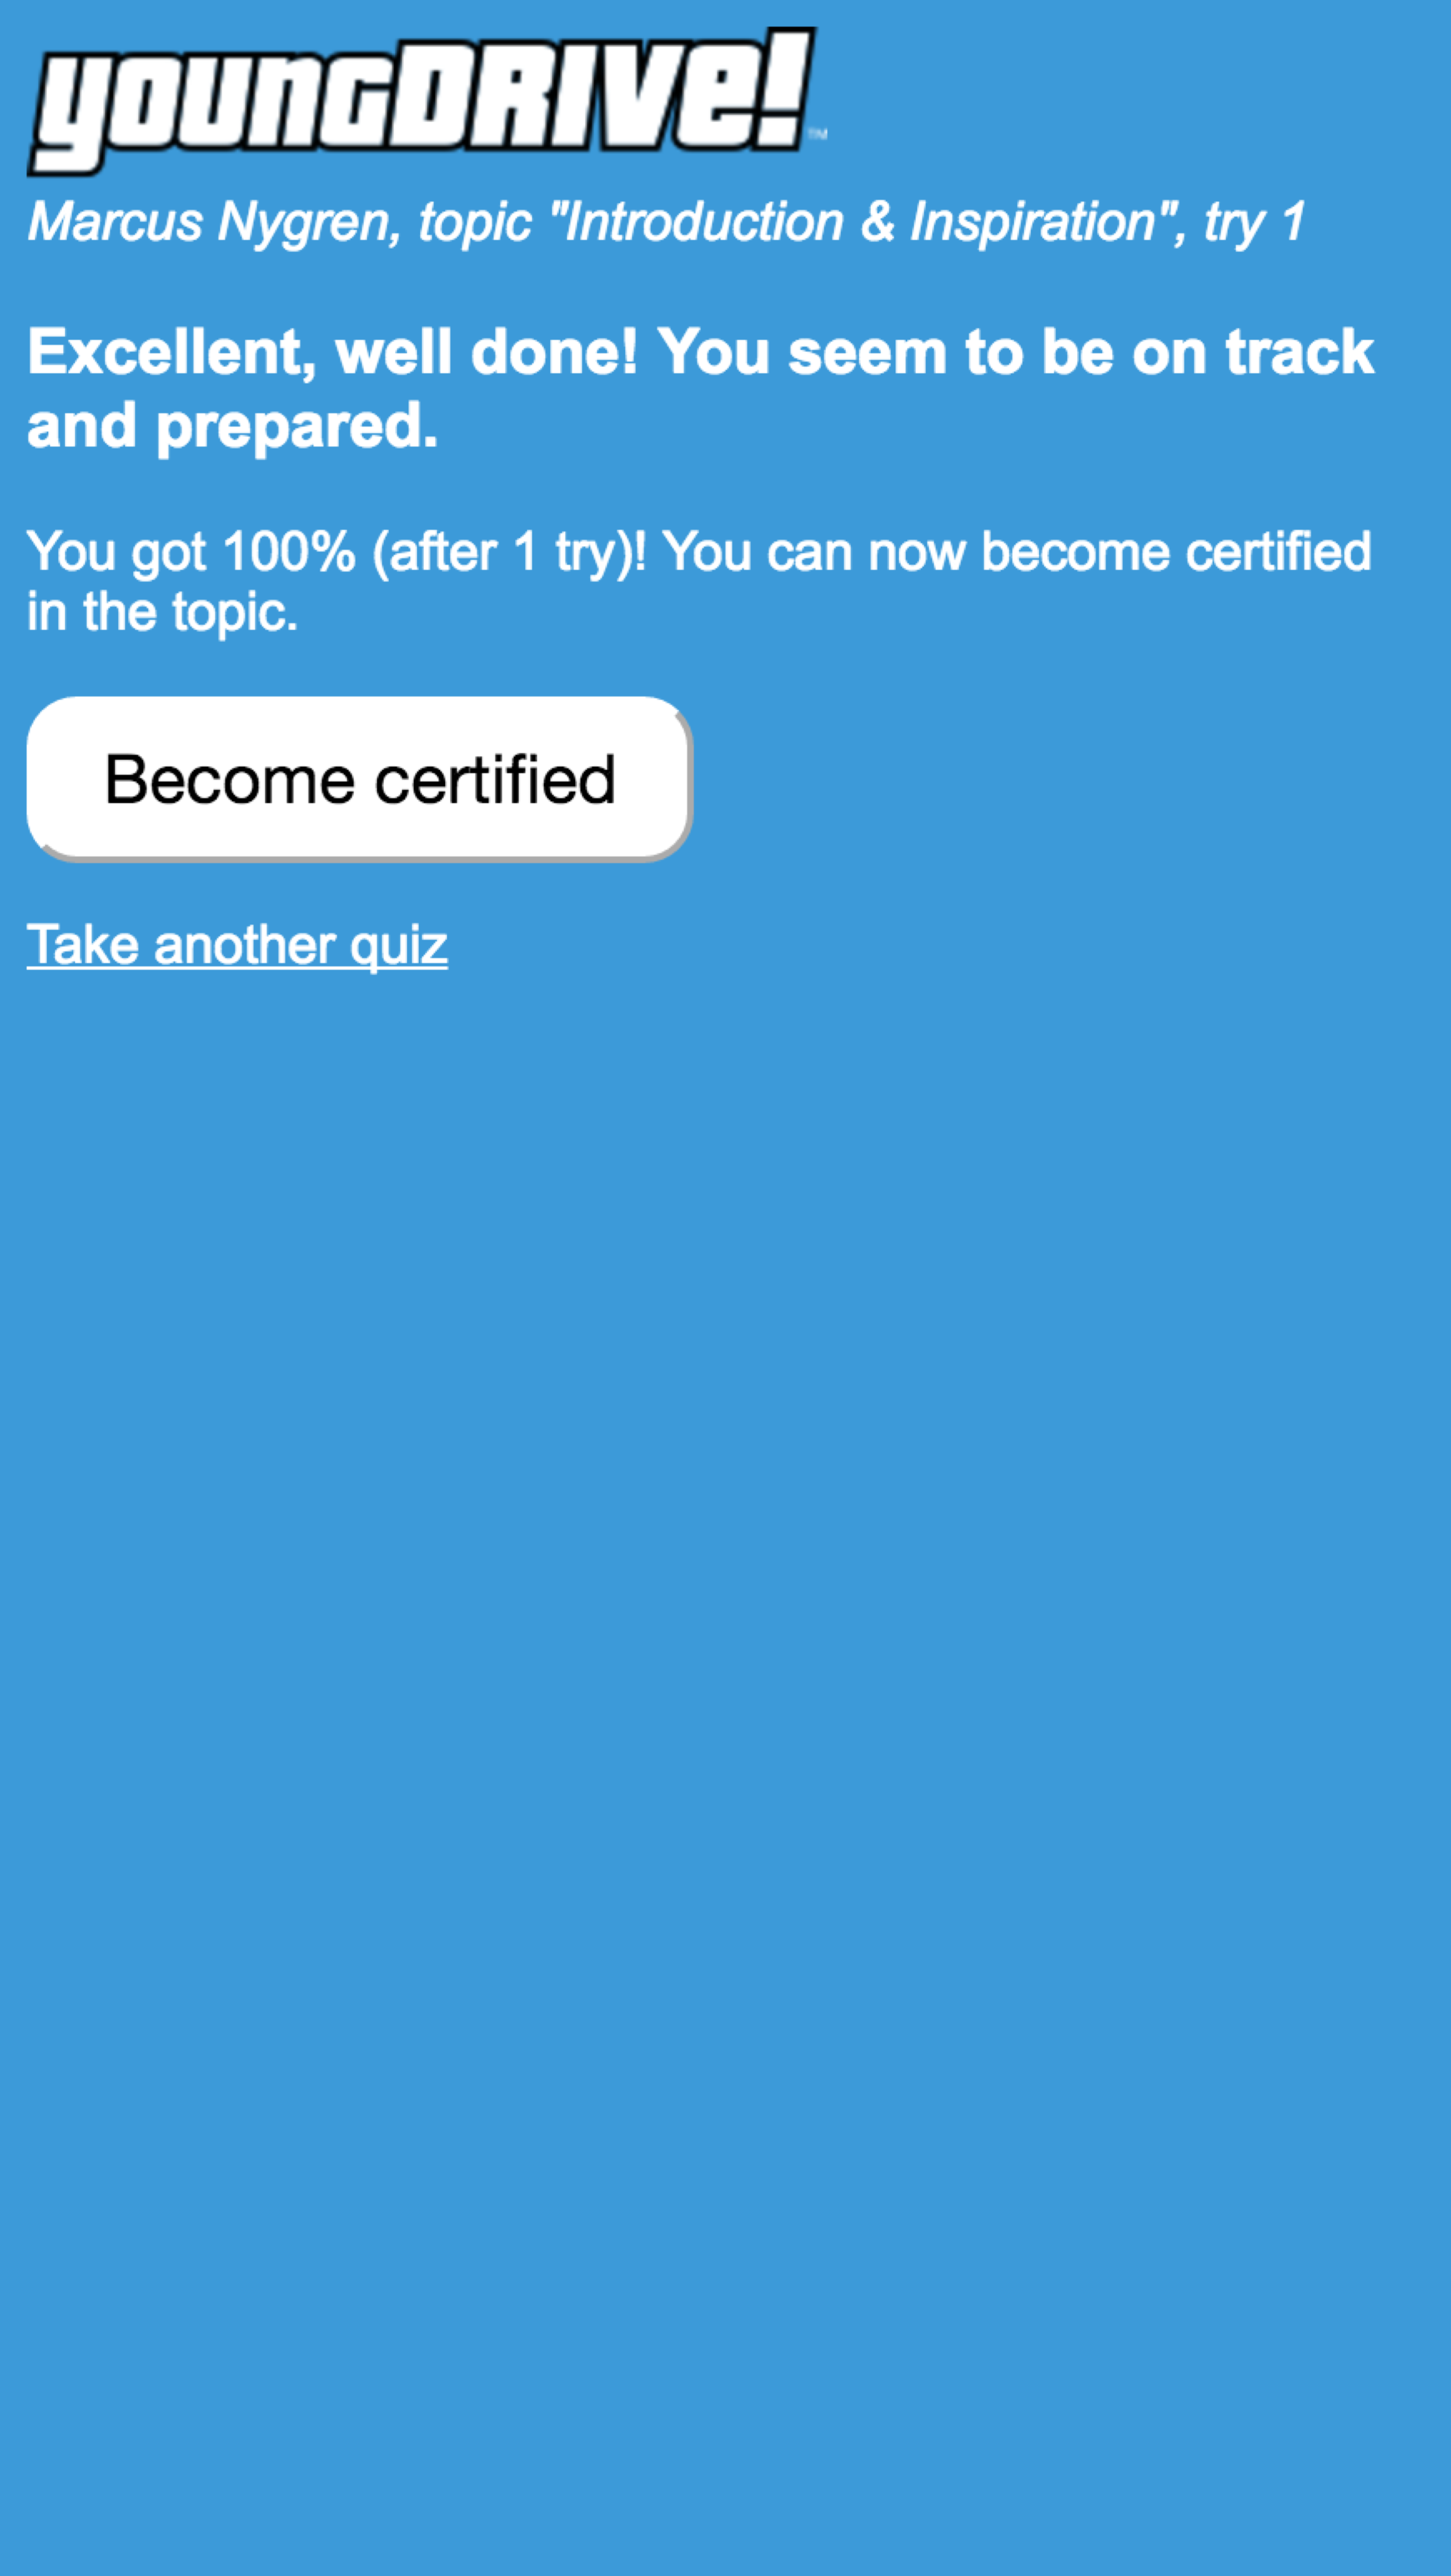 youngDRIVe!™
Marcus Nygren, topic "Introduction & Inspiration", try 1
Excellent, well done! You seem to be on track
and prepared.
You got 100% (after 1 try)! You can now become certified
in the topic.
Become certified
Take another quiz